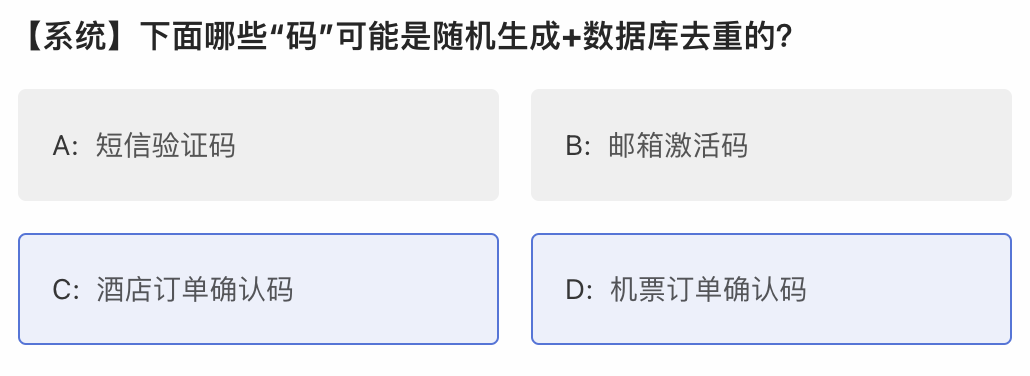 【系统】下面哪些“码”可能是随机生成+数据库去重的?
A: 短信验证码
B: 邮箱激活码
C: 酒店订单确认码
D: 机票订单确认码